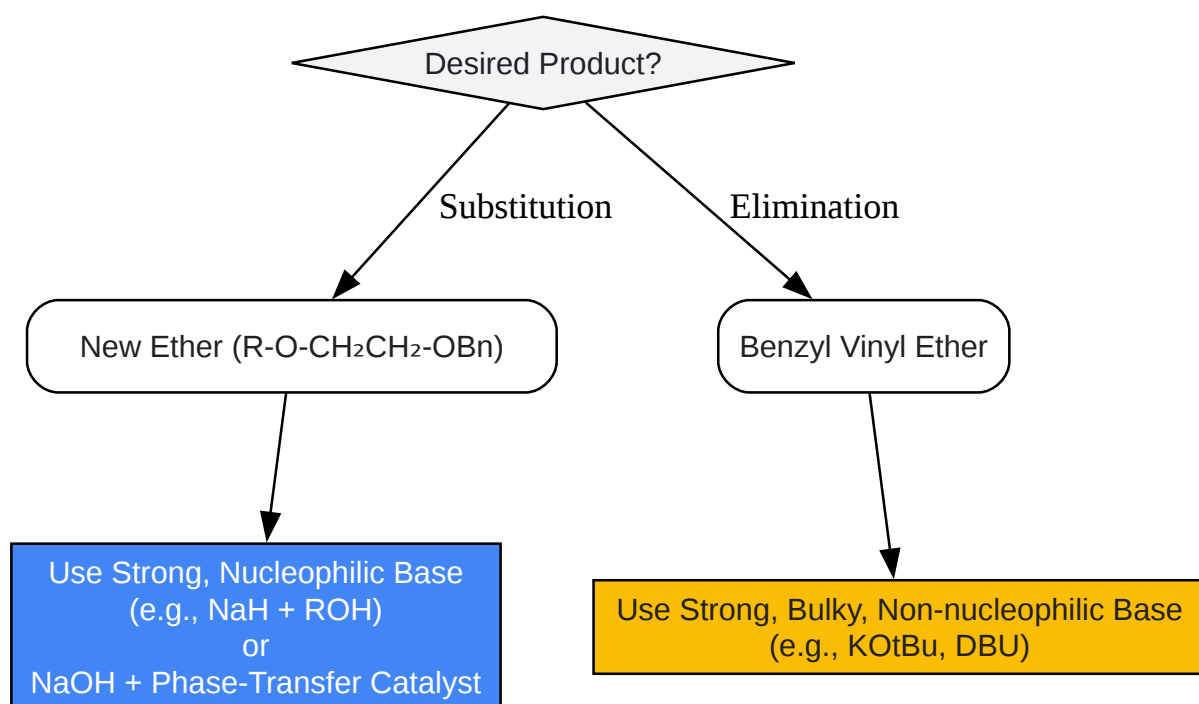 Desired Product?
Substitution
Elimination
New Ether (R-O-CH₂CH₂-OBn)
Benzyl Vinyl Ether
Use Strong, Nucleophilic Base
(e.g., NaH + ROH)
or
NaOH + Phase-Transfer Catalyst
Use Strong, Bulky, Non-nucleophilic Base
(e.g., KOtBu, DBU)